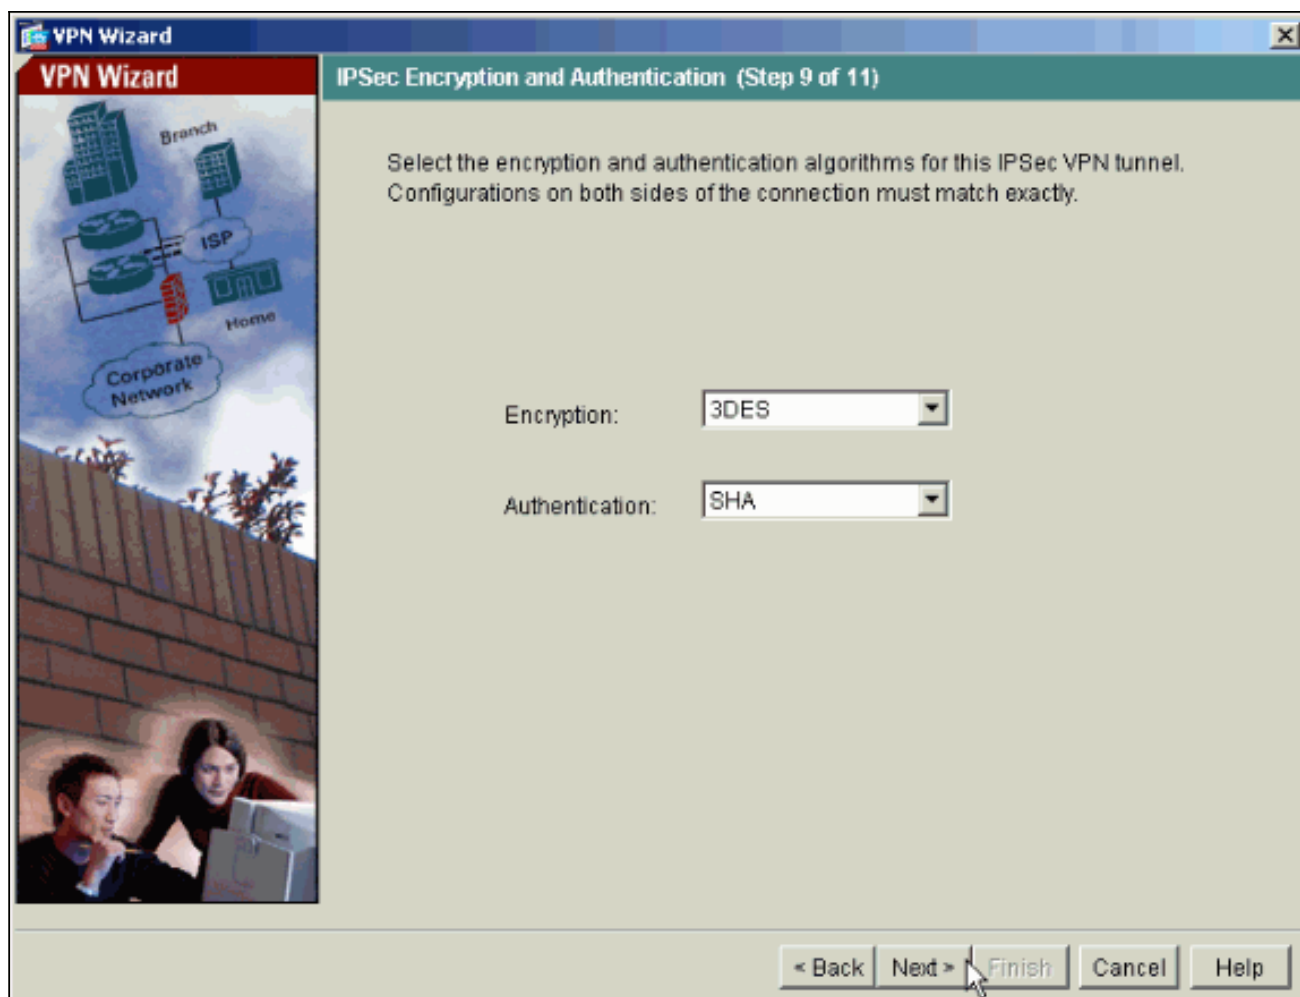 VPN Wizard
VPN Wizard
IPSec Encryption and Authentication (Step 9 of 11)
Branch
ISP
Home
Corporate
Network
Select the encryption and authentication algorithms for this IPSec VPN tunnel.
Configurations on both sides of the connection must match exactly.
Encryption: 3DES
Authentication: SHA
< Back Next > Finish Cancel Help